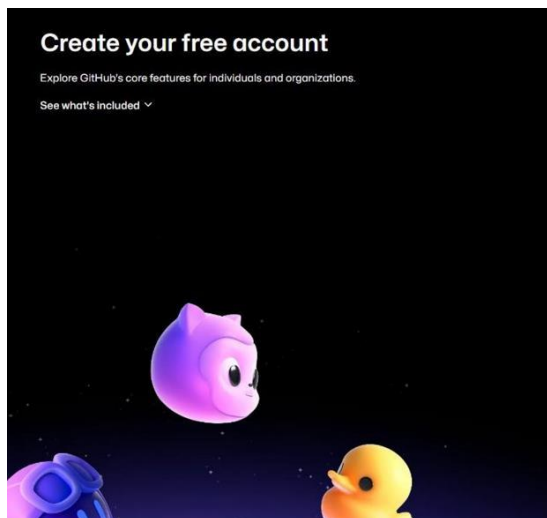 Create your free account
Explore GitHub's core features for individuals and organizations.
See what's included